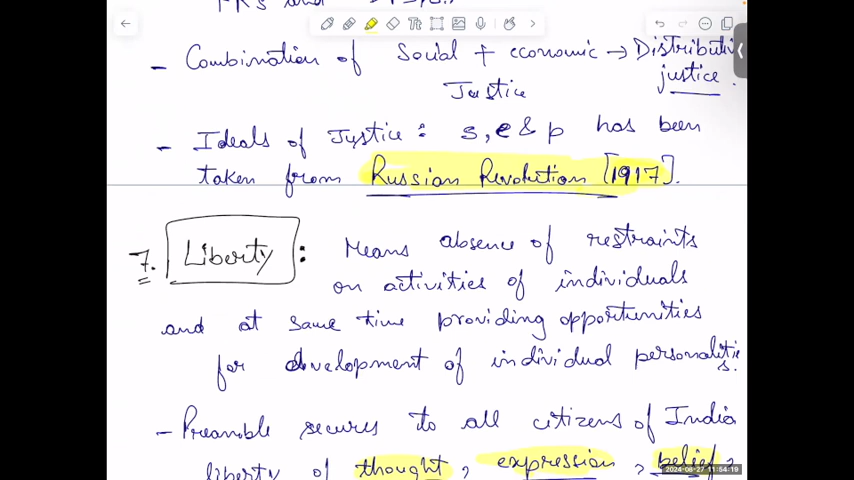 - Combination of Social + economic → Distributi
Justice justice.
- Ideals of Justice: s, e & p has been
taken from Russian Revolution [1917].
7. Liberty: Means absence of restraints
on activities of individuals
and at same time providing opportunities
for development of individual personalities.
- Preamble secures to all citizens of India
liberty of thought, expression, belief,
2024-08-27 11:54:19